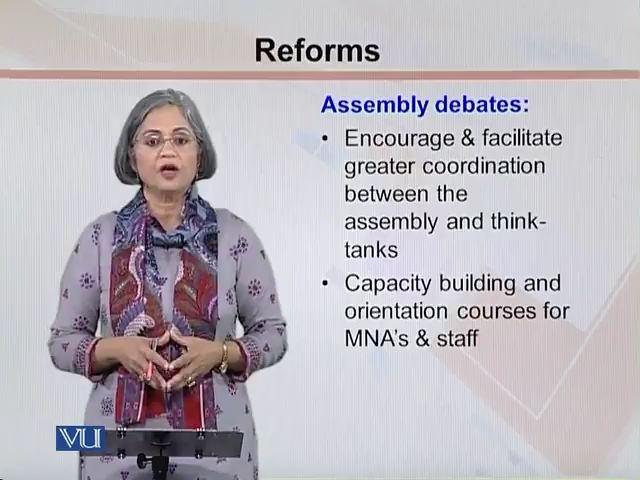 Reforms
Assembly debates:
• Encourage & facilitate
greater coordination
between the
assembly and think-
tanks
• Capacity building and
orientation courses for
MNA's & staff
VU